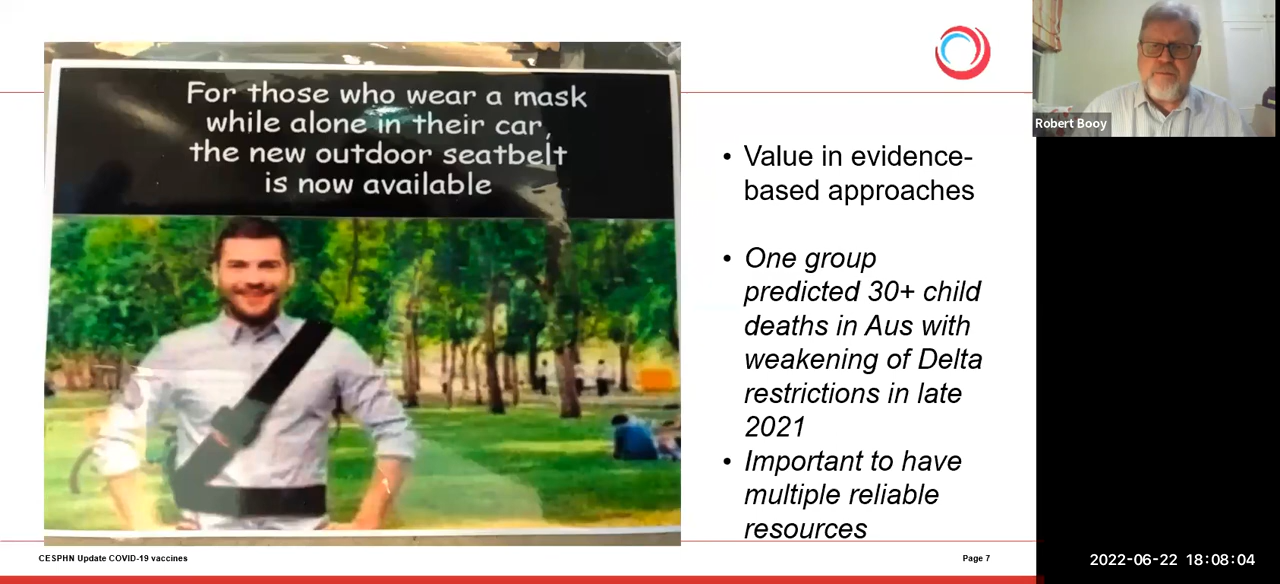 For those who wear a mask
while alone in their car,
the new outdoor seatbelt
is now available
• Value in evidence-
based approaches
• One group
predicted 30+ child
deaths in Aus with
weakening of Delta
restrictions in late
2021
• Important to have
multiple reliable
resources
CESPHN Update COVID-19 vaccines
Page 7
Robert Booy
2022-06-22 18:08:04